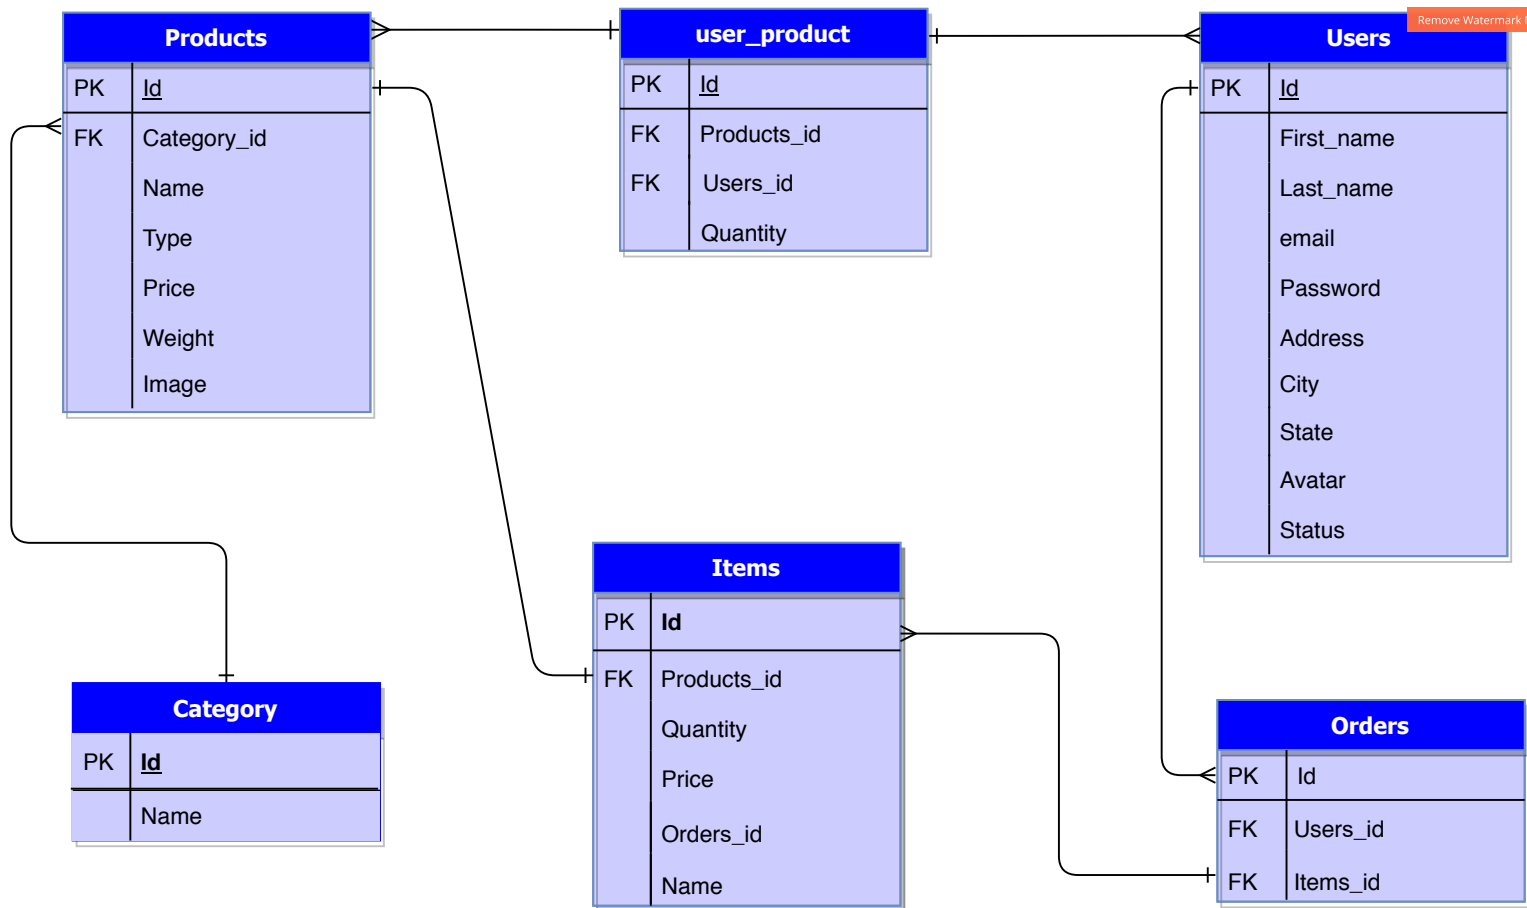 Products
PK Id
FK Category_id
Name
Type
Price
Weight
Image
user_product
PK Id
FK Products_id
FK Users_id
Quantity
Remove Watermark
Users
PK Id
First_name
Last_name
email
Password
Address
City
State
Avatar
Status
Category
PK Id
Name
Items
PK Id
FK Products_id
Quantity
Price
Orders_id
Name
Orders
PK Id
FK Users_id
FK Items_id